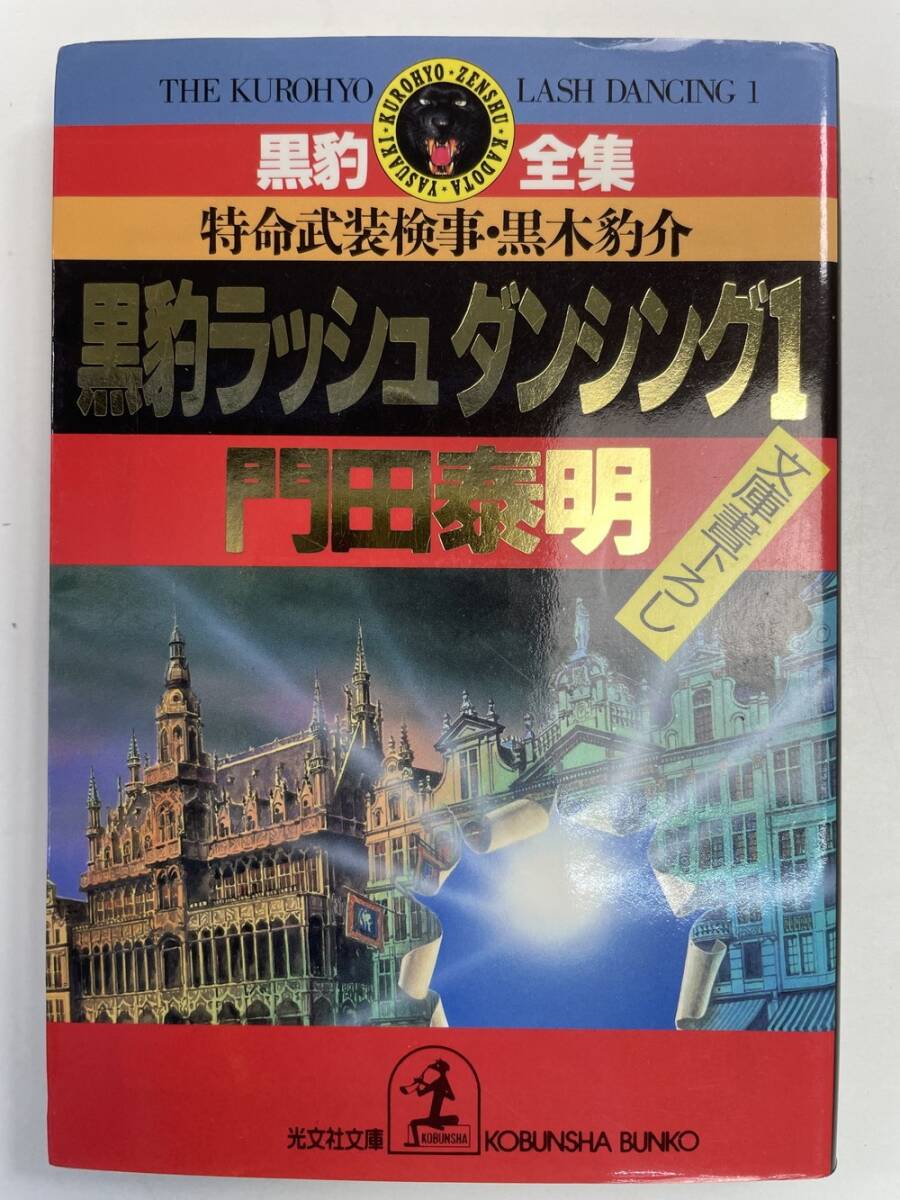 THE KUROHYO LASH DANCING 1
KUROHYO・ZENSHU・KADOTA・YASUAKI・
黒豹全集
特命武装検事・黒木豹介
黒豹ラッシュダンシング1
門田泰明
文庫書下ろし
光文社文庫
KOBUNSHA
KOBUNSHA BUNKO